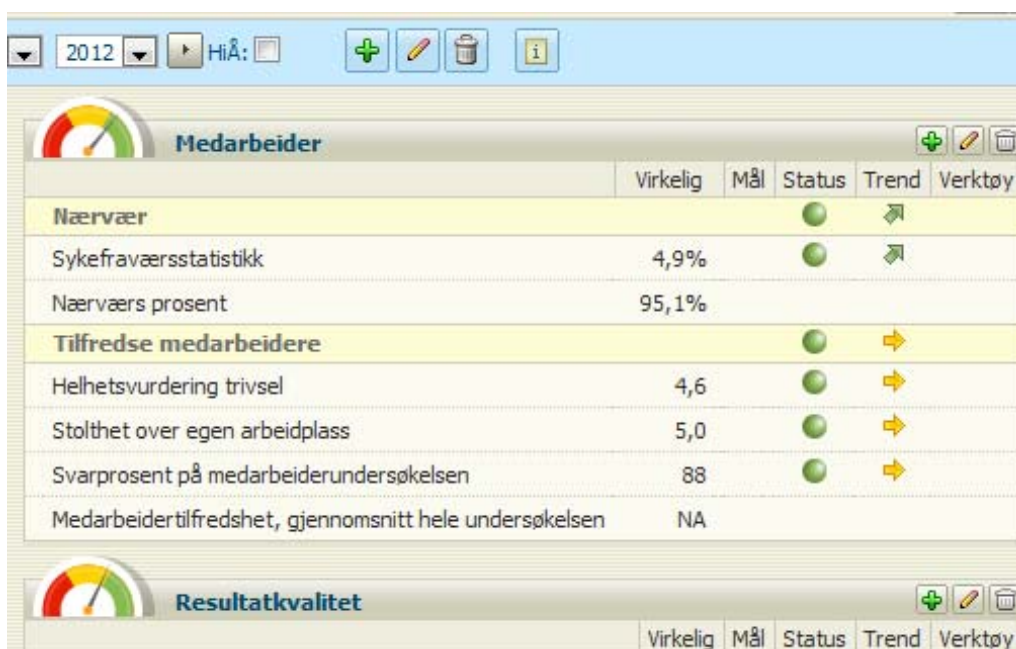 2012 HiÅ:
Medarbeider
Virkelig Mål Status Trend Verktøy
Nærvær
Sykefraværsstatistikk 4,9%
Nærværs prosent 95,1%
Tilfredse medarbeidere
Helhetsvurdering trivsel 4,6
Stolthet over egen arbeidplass 5,0
Svarprosent på medarbeiderundersøkelsen 88
Medarbeidertilfredshet, gjennomsnitt hele undersøkelsen NA
Resultatkvalitet
Virkelig Mål Status Trend Verktøy